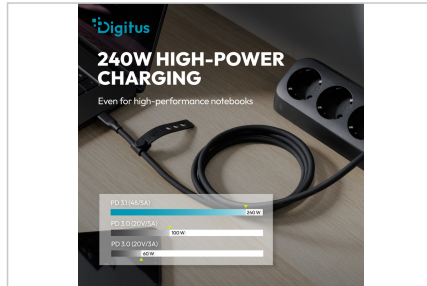 Digitus
240W HIGH-POWER
CHARGING
Even for high-performance notebooks
PD 3.1 (48/5A)
240 W
PD 3.0 (20V/5A)
100 W
PD 3.0 (20V/3A)
60 W